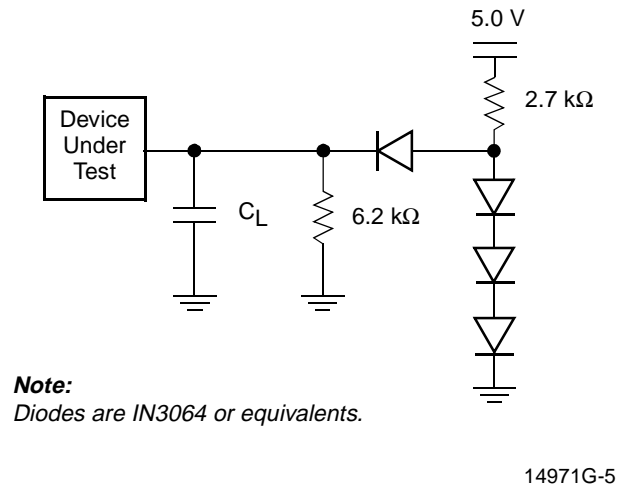 5.0 V
2.7 kΩ
Device
Under
Test
CL
6.2 kΩ
Note:
Diodes are IN3064 or equivalents.
14971G-5